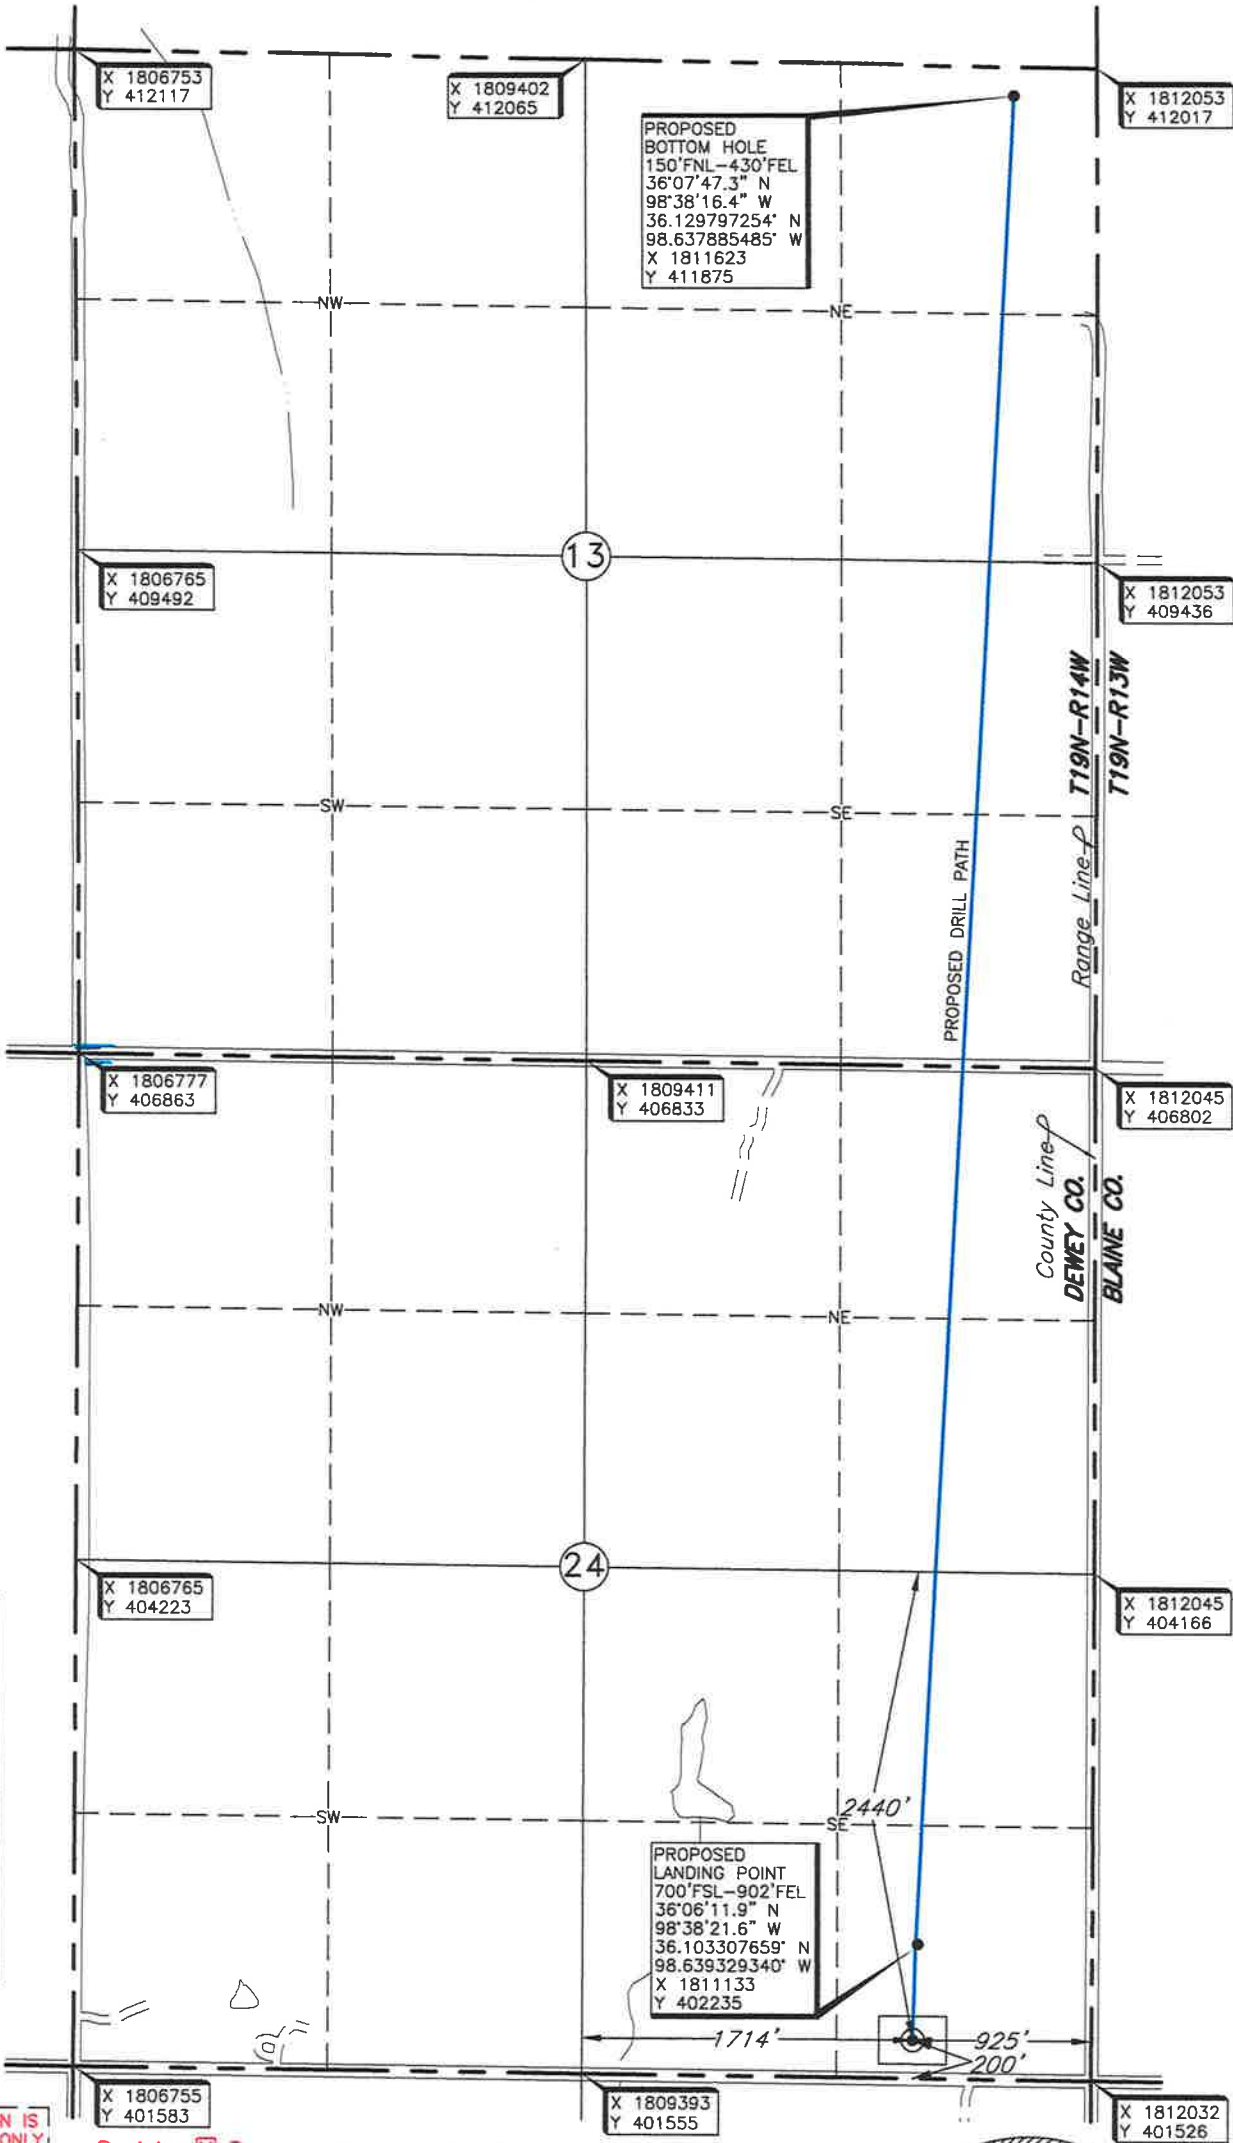 X 1806753
Y 412117
X 1809402
Y 412065
X 1812053
Y 412017
PROPOSED
BOTTOM HOLE
150'FNL-430'FEL
36°07'47.3" N
98°38'16.4" W
36.129797254° N
98.637885485° W
X 1811623
Y 411875
NW
NE
13
X 1806765
Y 409492
X 1812053
Y 409436
T19N-R14W
T19N-R13W
Range Line
SW
SE
PROPOSED DRILL PATH
X 1806777
Y 406863
X 1809411
Y 406833
X 1812045
Y 406802
County Line
DEWEY CO.
BLAINE CO.
NW
NE
24
X 1806765
Y 404223
X 1812045
Y 404166
2440'
SW
SE
PROPOSED
LANDING POINT
700'FSL-902'FEL
36°06'11.9" N
98°38'21.6" W
36.103307659° N
98.639329340° W
X 1811133
Y 402235
1714'
925'
200'
X 1806755
Y 401583
X 1809393
Y 401555
X 1812032
Y 401526
N IS
ONLY